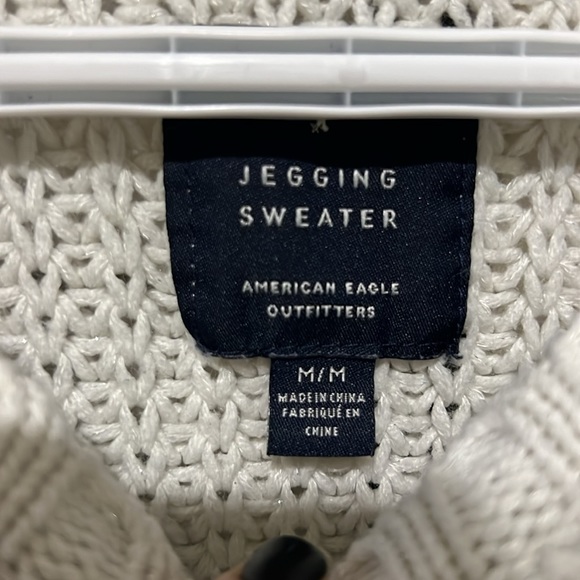 JEGGING
SWEATER
AMERICAN EAGLE
OUTFITTERS
M/M
MADE IN CHINA
FABRIQUÉ EN
CHINE